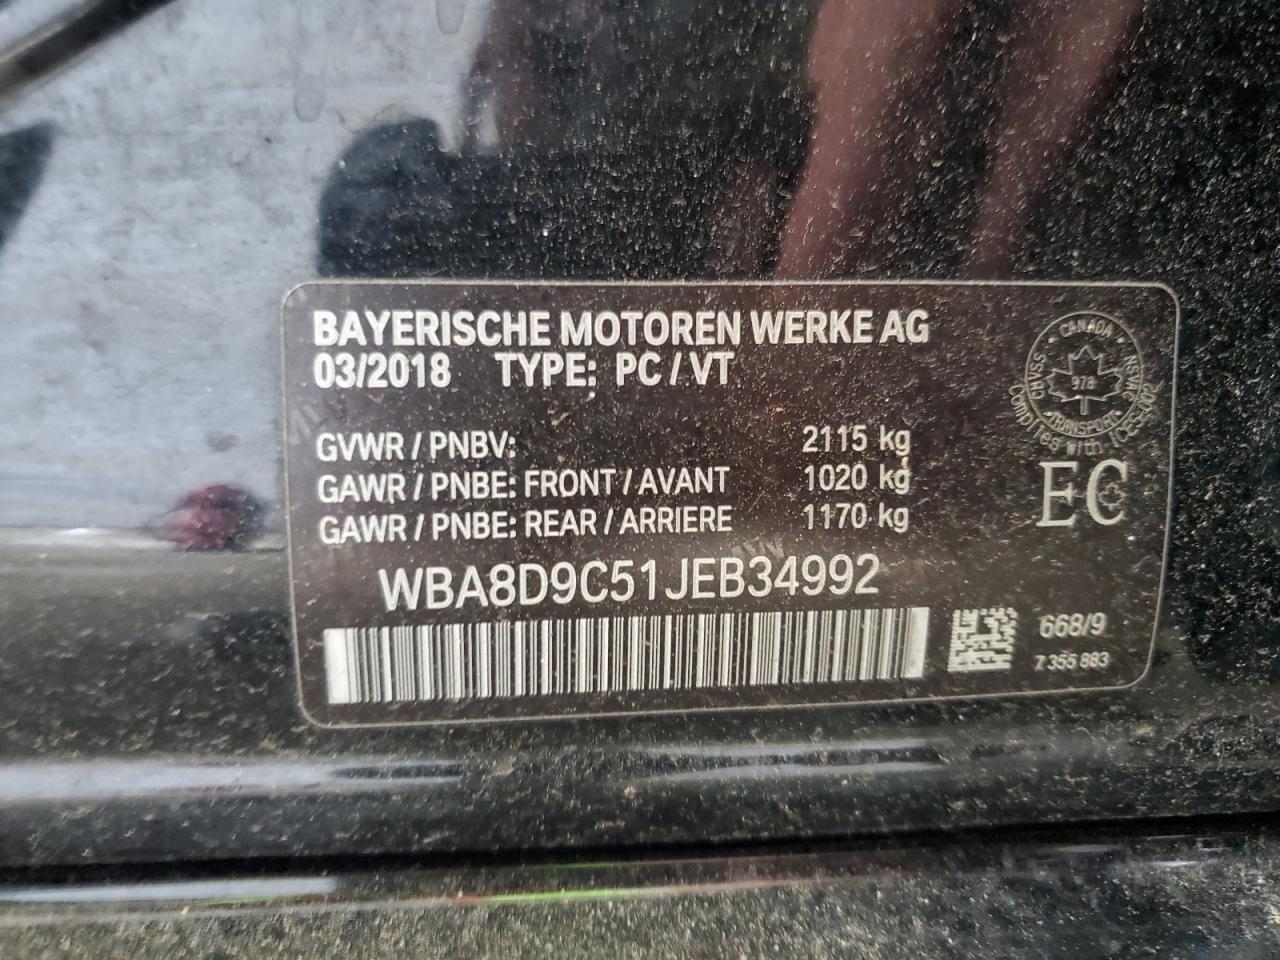 BAYERISCHE MOTOREN WERKE AG
03/2018 TYPE: PC / VT
GVWR / PNBV: 2115 kg
GAWR / PNBE: FRONT / AVANT 1020 kg
GAWR / PNBE: REAR / ARRIERE 1170 kg
WBA8D9C51JEB34992
668/9
7 355 883
CANADA
978
TRANSPORT
EC